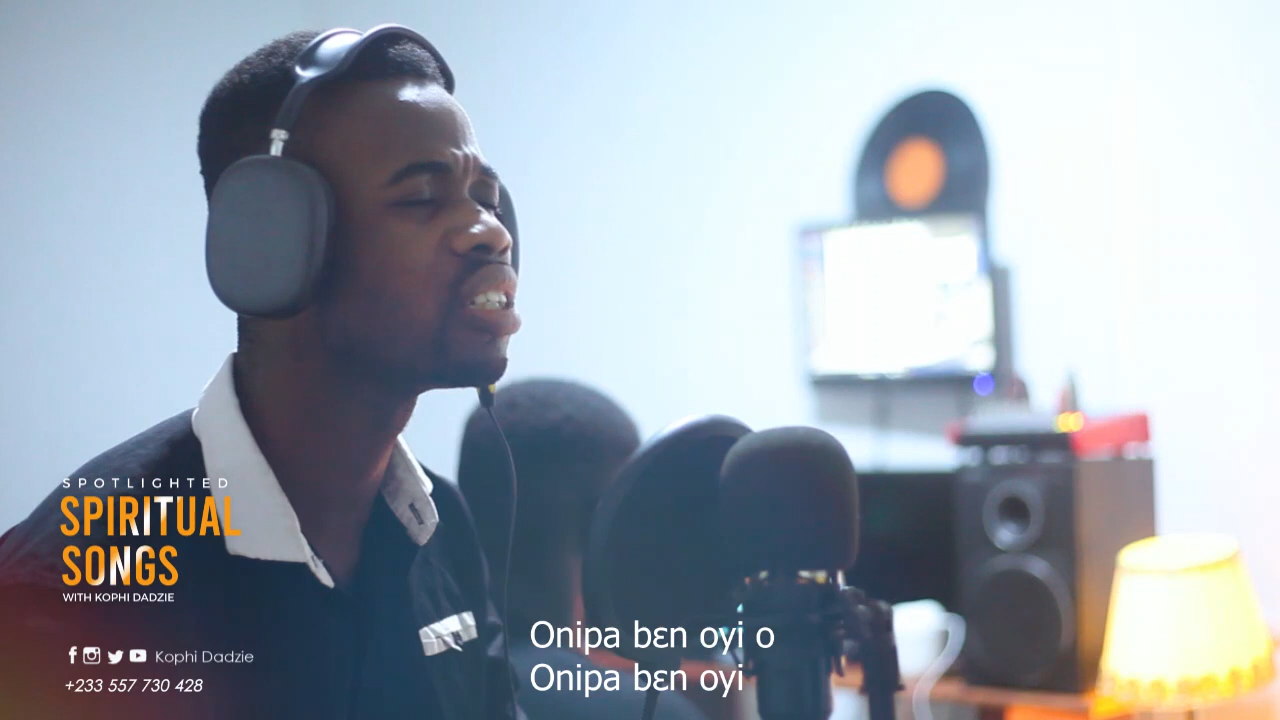 SPOTLIGHTED
SPIRITUAL
SONGS
WITH KOPHI DADZIE
Kophi Dadzie
+233 557 730 428
Onipa bɛn oyi o
Onipa bɛn oyi